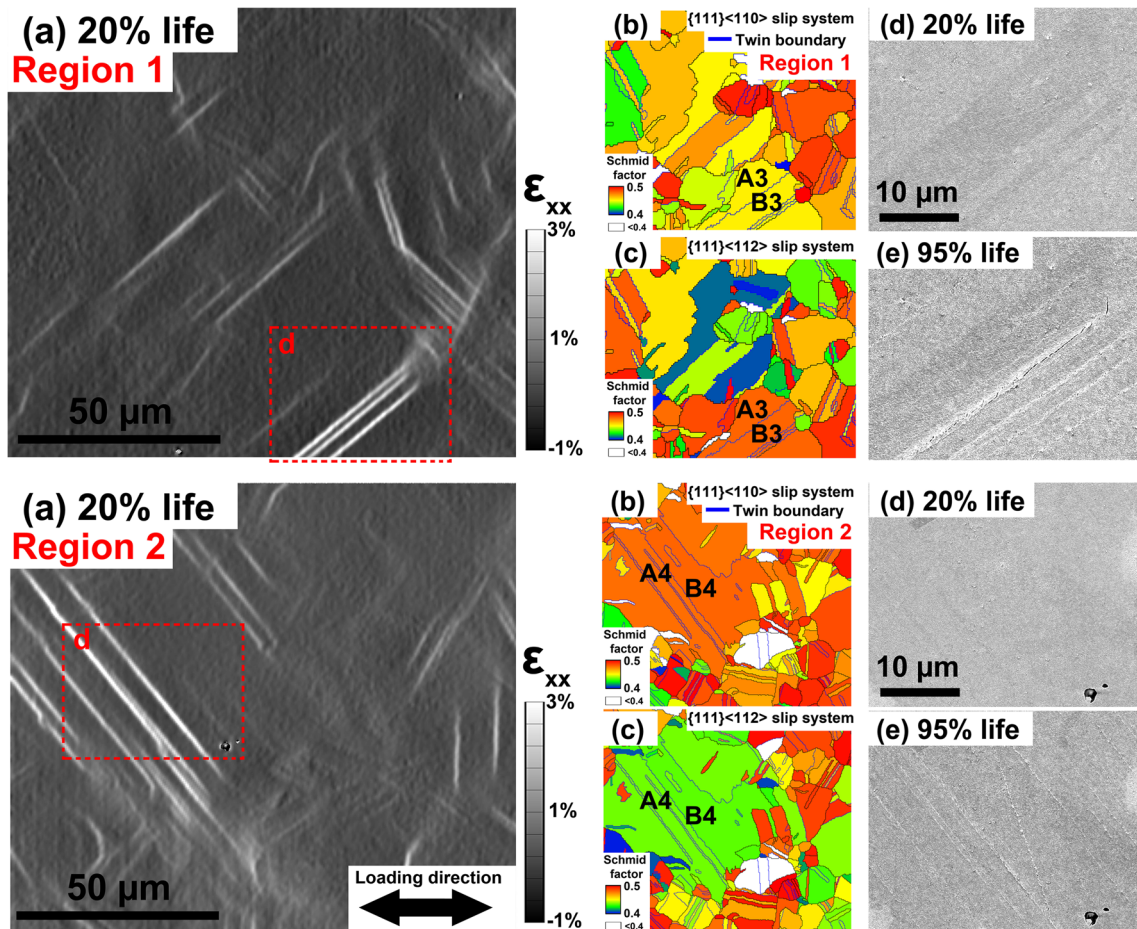 (a) 20% life
Region 1
d
50 µm
εxx
3%
1%
-1%
(b)
{111}<110> slip system
Twin boundary
Region 1
Schmid
factor
0.5
0.4
<0.4
A3
B3
(c)
{111}<112> slip system
Schmid
factor
0.5
0.4
<0.4
A3
B3
(d) 20% life
10 µm
(e) 95% life
(a) 20% life
Region 2
d
50 µm
Loading direction
εxx
3%
1%
-1%
(b)
{111}<110> slip system
Twin boundary
Region 2
A4
B4
Schmid
factor
0.5
0.4
<0.4
(c)
{111}<112> slip system
A4
B4
Schmid
factor
0.5
0.4
<0.4
(d) 20% life
10 µm
(e) 95% life